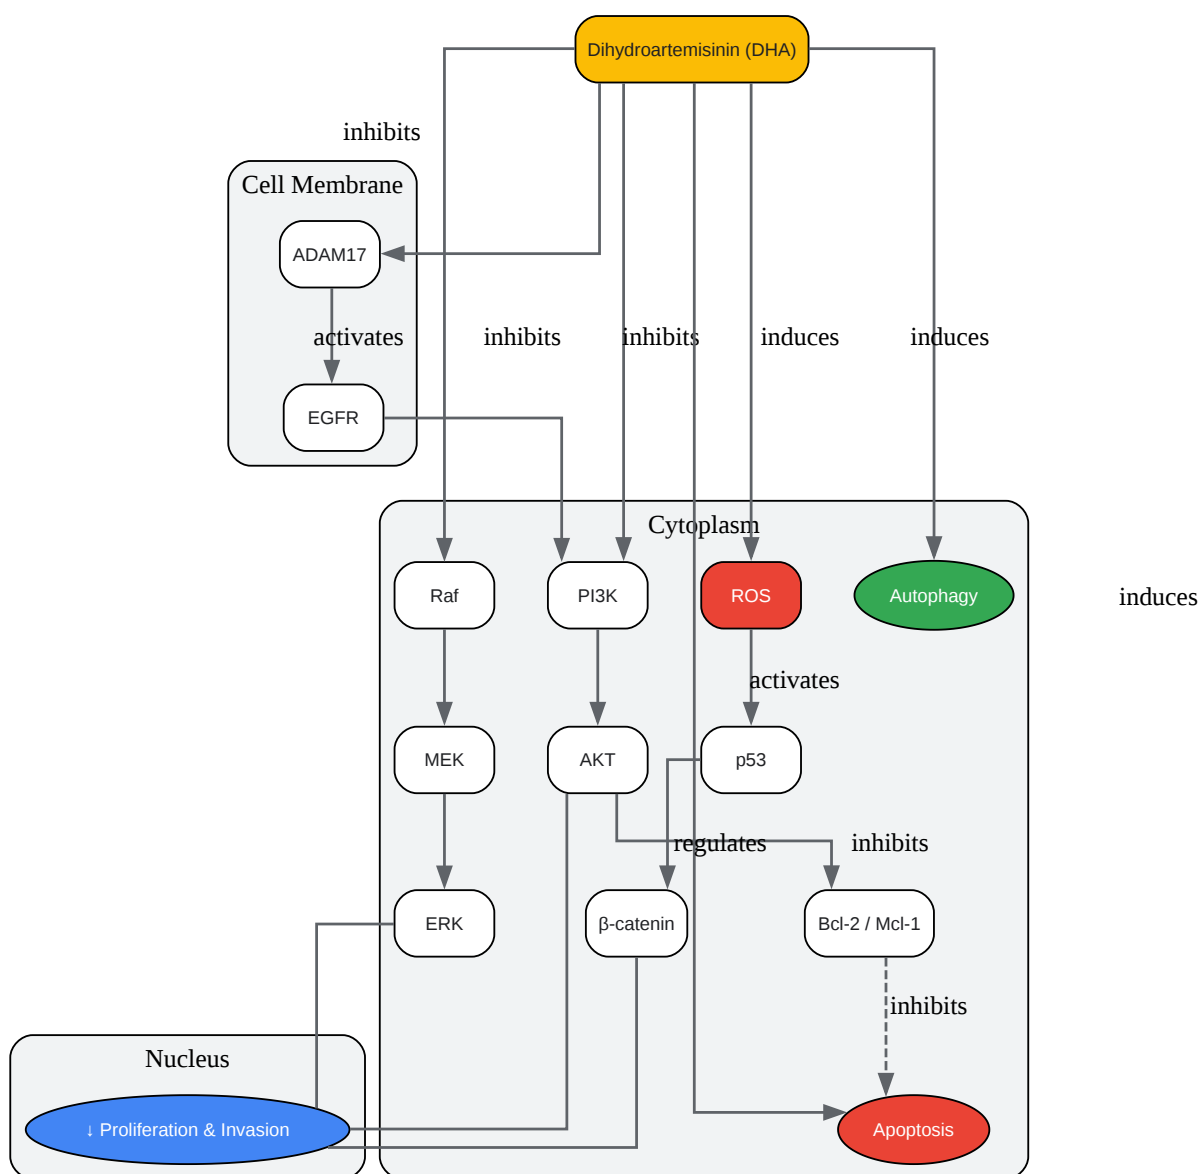 Dihydroartemisinin (DHA)
inhibits
Cell Membrane
ADAM17
activates
inhibits
inhibits
induces
induces
EGFR
Cytoplasm
Raf
PI3K
ROS
Autophagy
induces
activates
MEK
AKT
p53
regulates
inhibits
ERK
β-catenin
Bcl-2 / Mcl-1
inhibits
Nucleus
↓ Proliferation & Invasion
Apoptosis